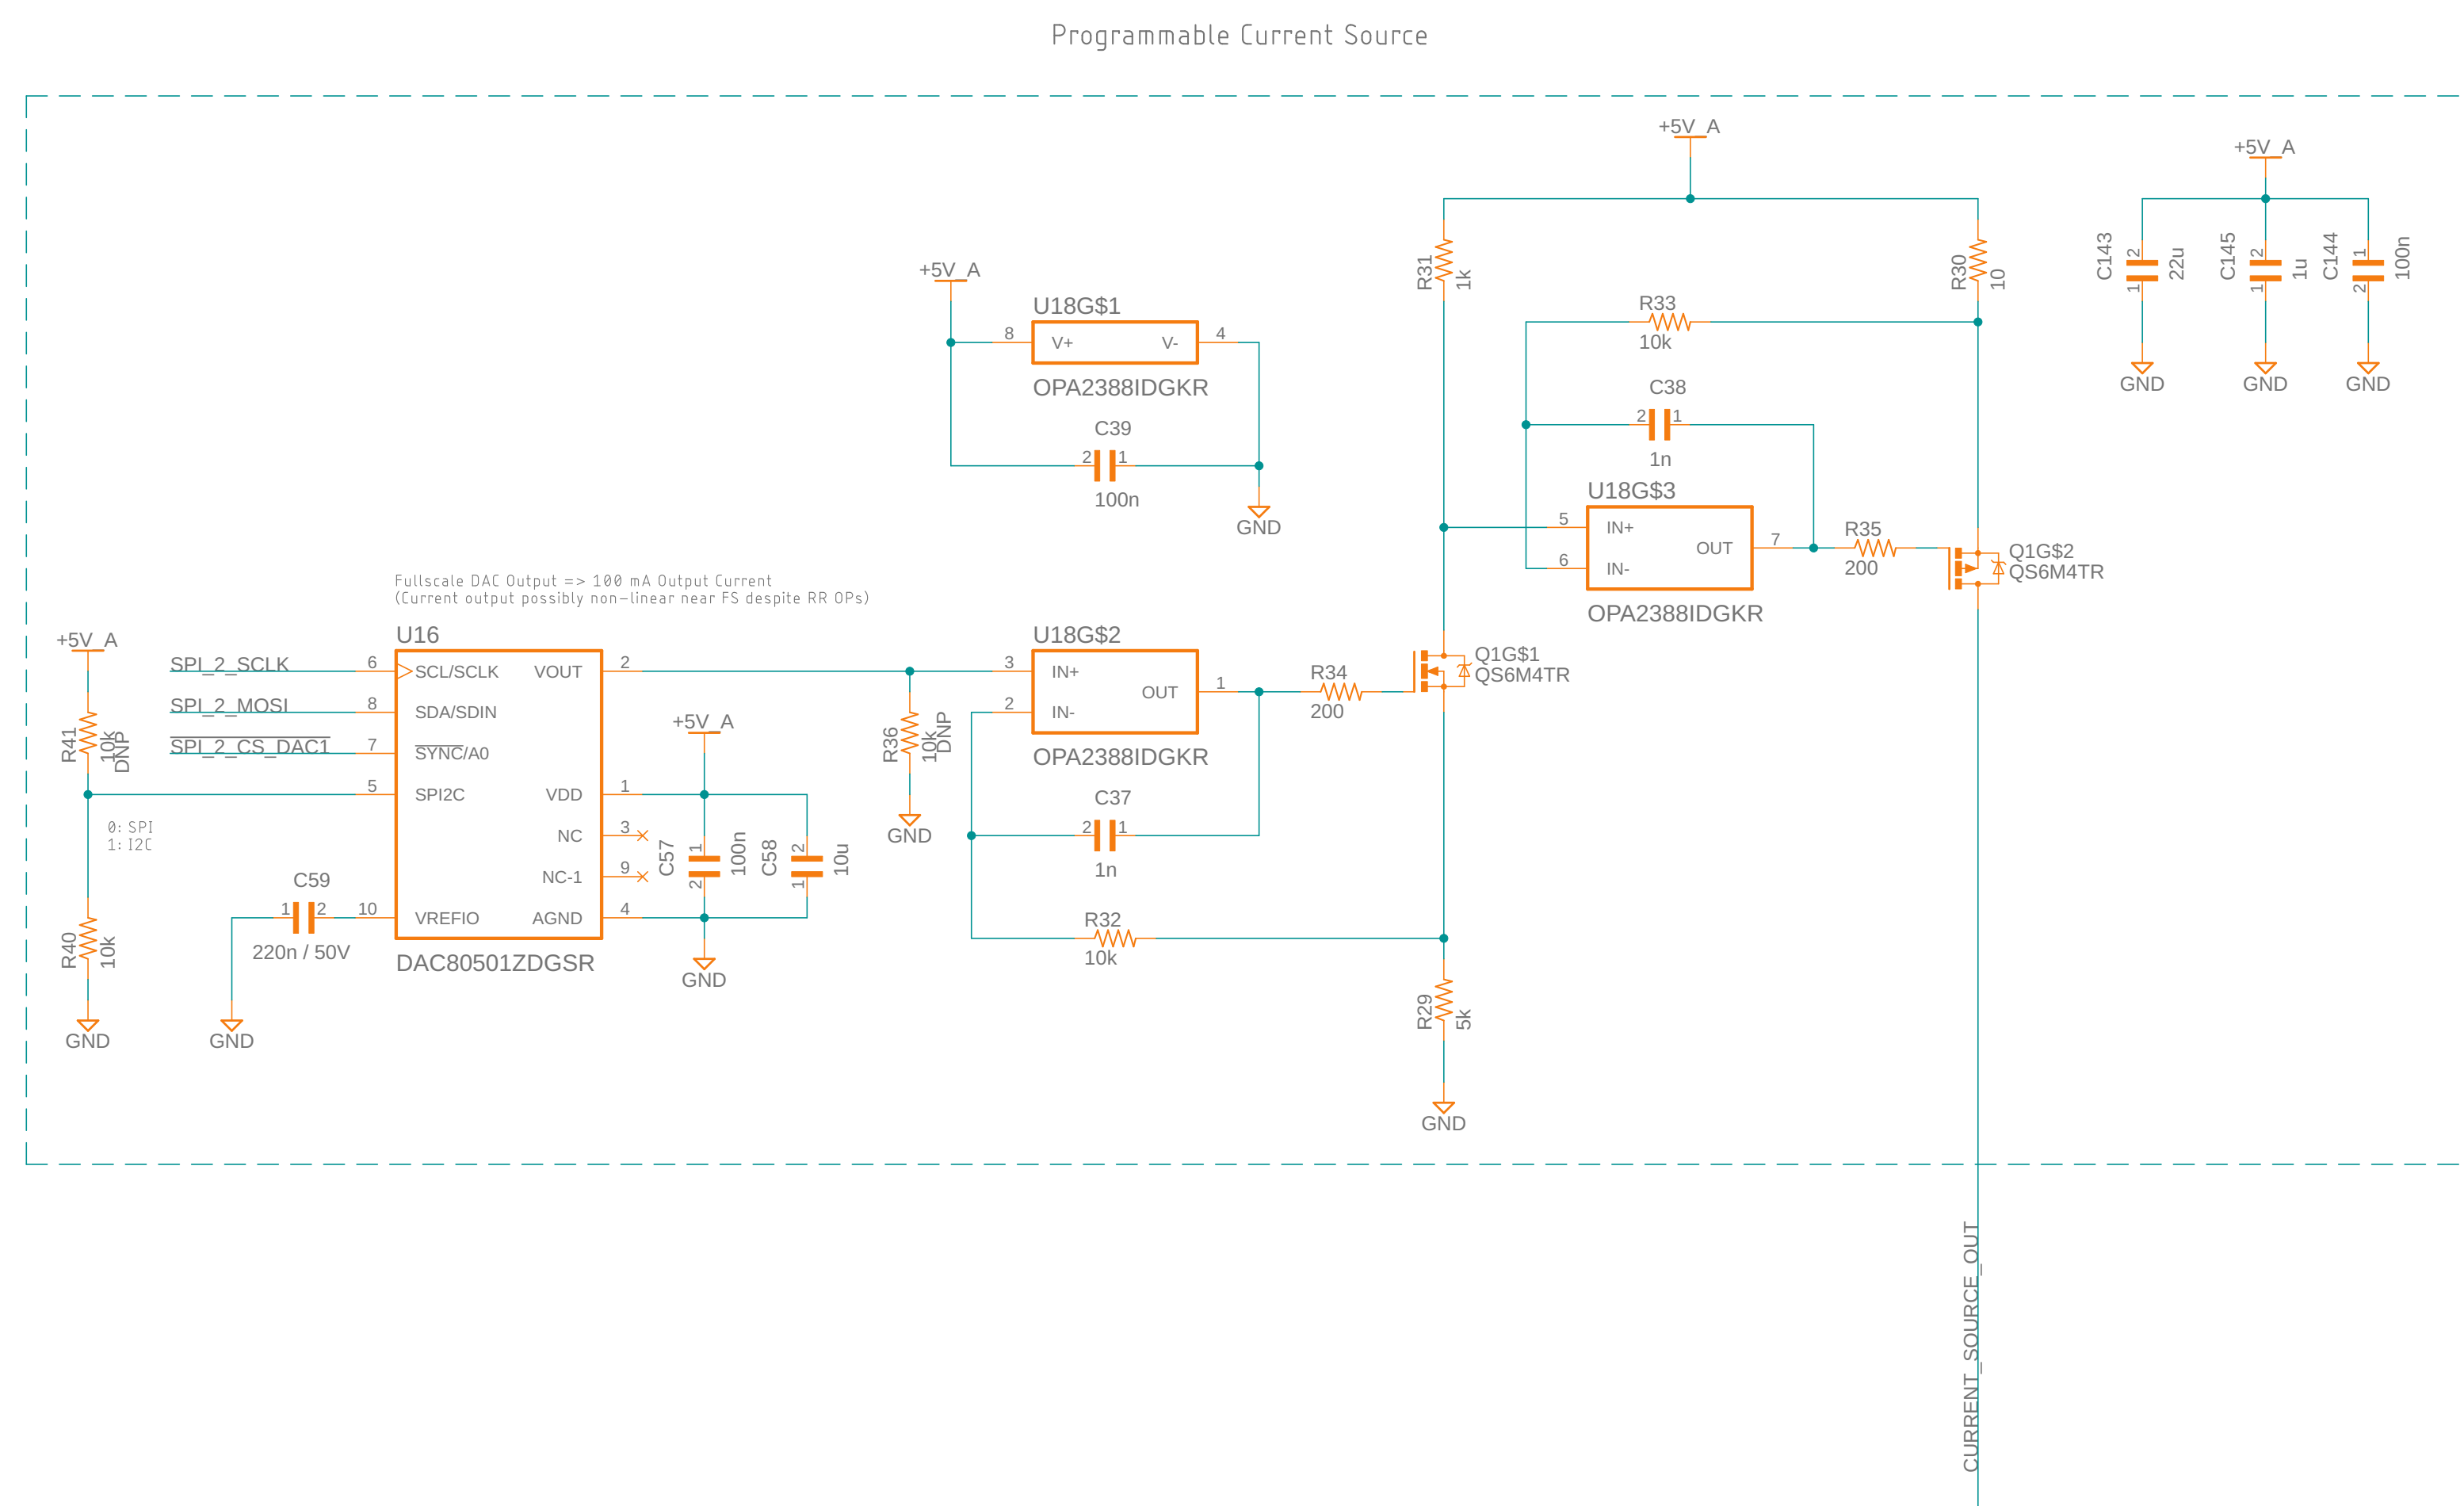 Programmable Current Source
+5V_A
+5V_A
R31
1k
R30
10
C143
2
1
22u
C145
2
1
1u
C144
1
2
100n
GND
GND
GND
+5V_A
U18G$1
8
V+
V-
4
OPA2388IDGKR
C39
2
1
100n
GND
R33
10k
C38
2
1
1n
U18G$3
5
IN+
6
IN-
OUT
7
OPA2388IDGKR
R35
200
Q1G$2
QS6M4TR
Fullscale DAC Output => 100 mA Output Current
(Current output possibly non-linear near FS despite RR OPs)
+5V_A
R41
10k
DNP
SPI_2_SCLK
SPI_2_MOSI
SPI_2_CS_DAC1
U16
6
SCL/SCLK
8
SDA/SDIN
7
SYNC/A0
5
SPI2C
10
VREFIO
VOUT
2
VDD
1
NC
3
NC-1
9
AGND
4
DAC80501ZDGSR
0: SPI
1: I2C
C59
1
2
220n / 50V
R40
10k
GND
GND
+5V_A
C57
1
2
100n
C58
2
1
10u
GND
R36
10k
DNP
GND
U18G$2
3
IN+
2
IN-
OUT
1
OPA2388IDGKR
C37
2
1
1n
R32
10k
R34
200
Q1G$1
QS6M4TR
R29
5k
GND
CURRENT_SOURCE_OUT